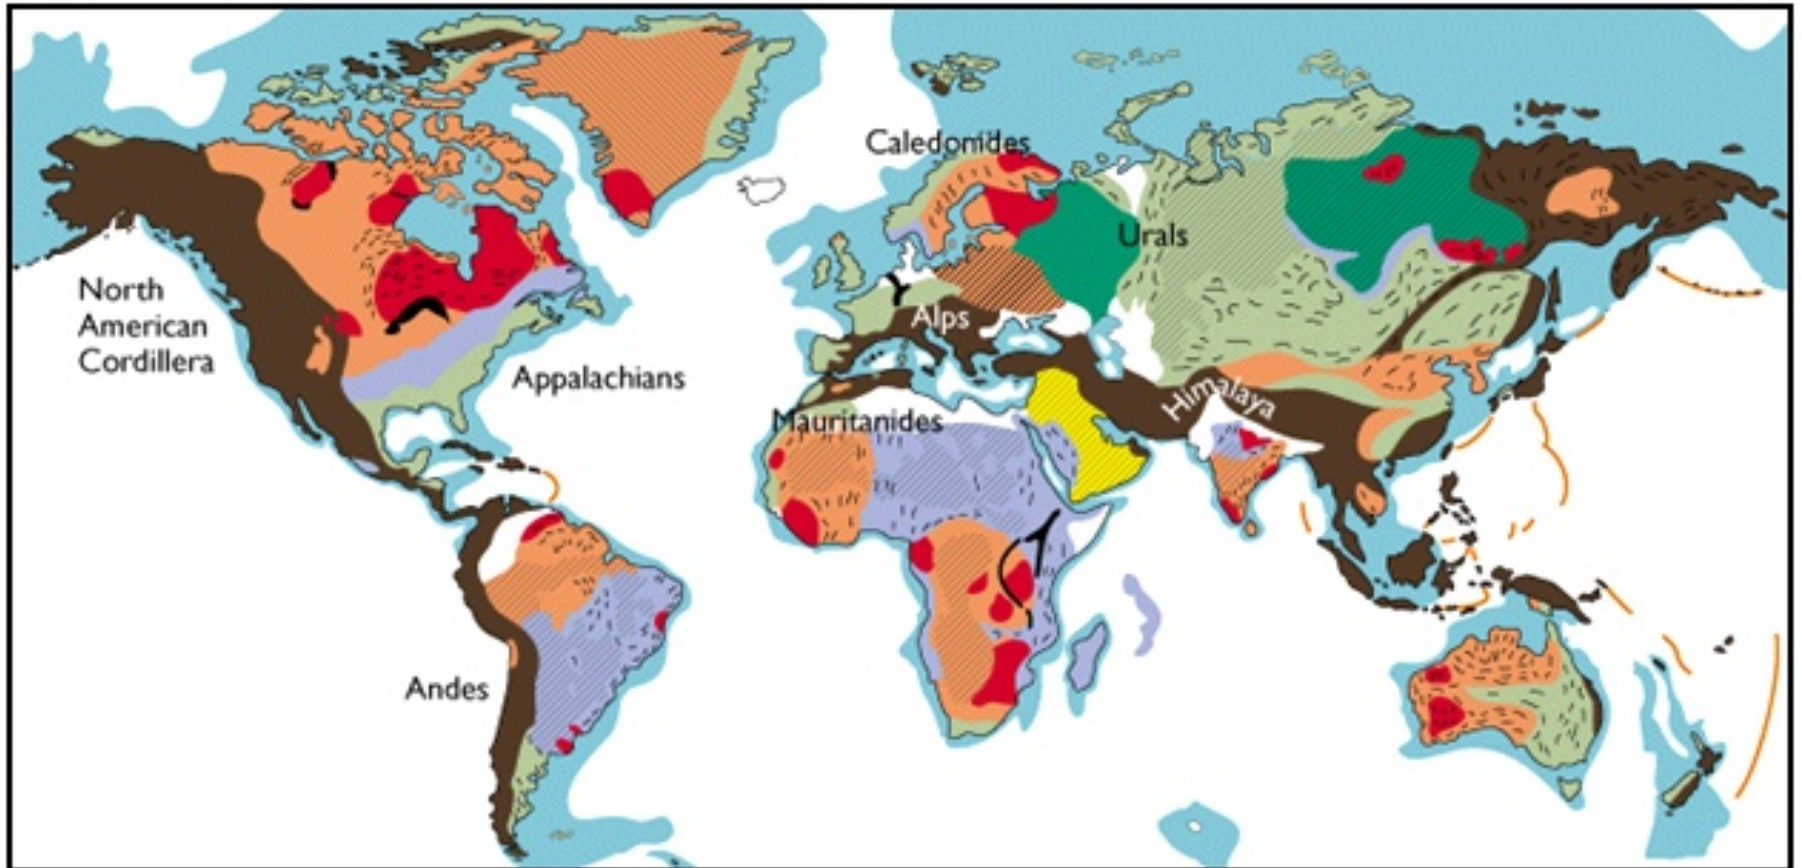 Caledonides
Urals
North
American
Cordillera
Alps
Appalachians
Himalaya
Mauritanides
Andes